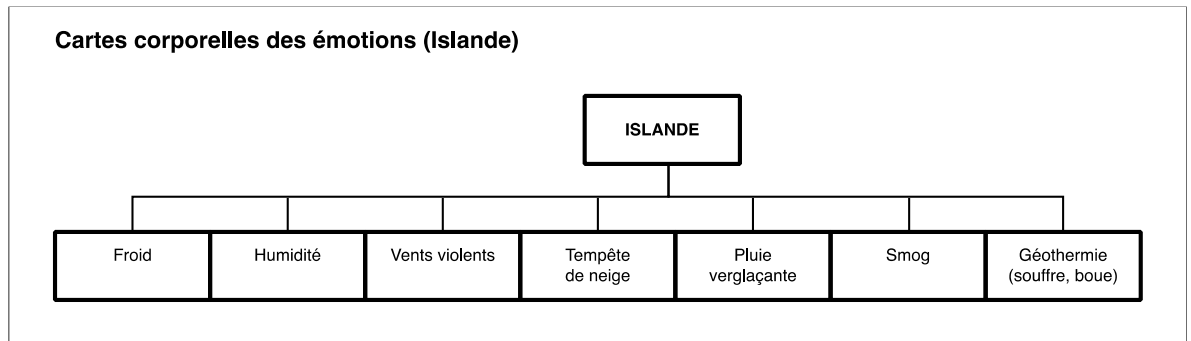 Cartes corporelles des émotions (Islande)
ISLANDE
Froid
Humidité
Vents violents
Tempête
de neige
Pluie
verglaçante
Smog
Géothermie
(souffre, boue)